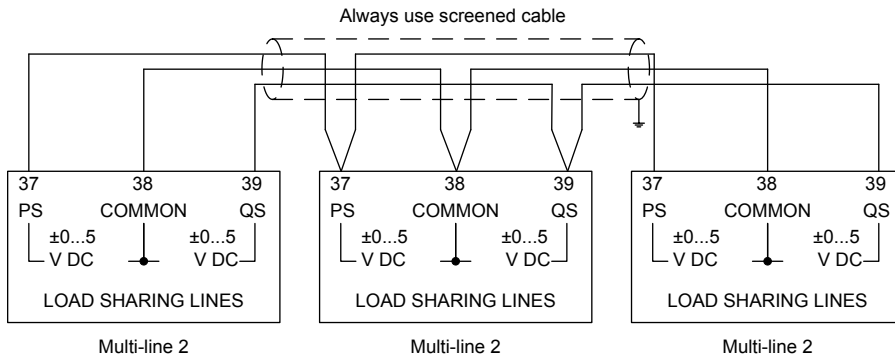 Always use screened cable
37 38 39 37 38 39 37 38 39
PS COMMON QS PS COMMON QS PS COMMON QS
±0...5 ±0...5 ±0...5 ±0...5 ±0...5 ±0...5
V DC V DC V DC V DC V DC V DC
LOAD SHARING LINES LOAD SHARING LINES LOAD SHARING LINES
Multi-line 2 Multi-line 2 Multi-line 2